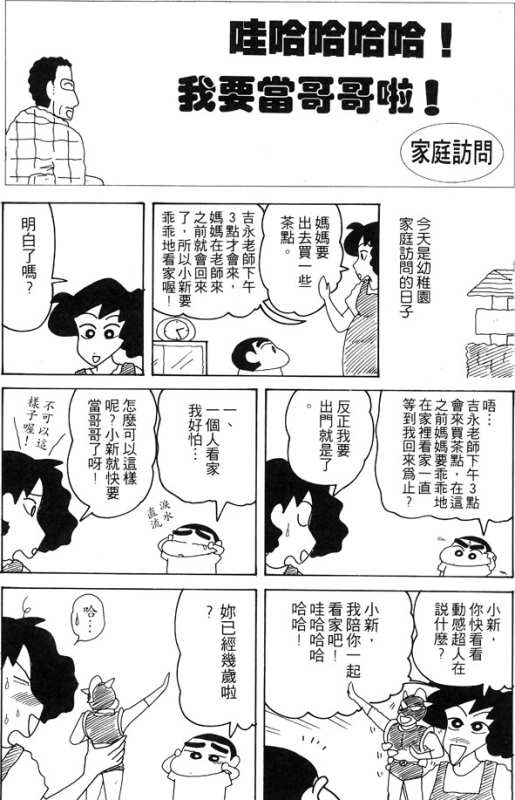 哇哈哈哈哈！
我要當哥哥啦！
家庭訪問
今天是幼稚園
家庭訪問的日子
媽媽要
出去買一些
茶點。
吉永老師下午
3點才會來，
媽媽在老師來
之前就會回來
了，所以小新要
乖乖地看家喔！
明白了嗎？
唔…
吉永老師下午3點
會來買茶點，在這
之前媽媽要乖乖地
在家裡看家一直
等到我回來為止？
反正我要
出門就是了
。
一、
一個人看家
我好怕…
淚水
直流
怎麼可以這樣
呢？小新就快要
當哥哥了呀！
不可以這
樣子喔！
小新，
你快看看
動感超人在
說什麼？
小新，
我陪你一起
看家吧！
哇哈哈哈
哈哈！
妳已經幾歲啦
？
哈…